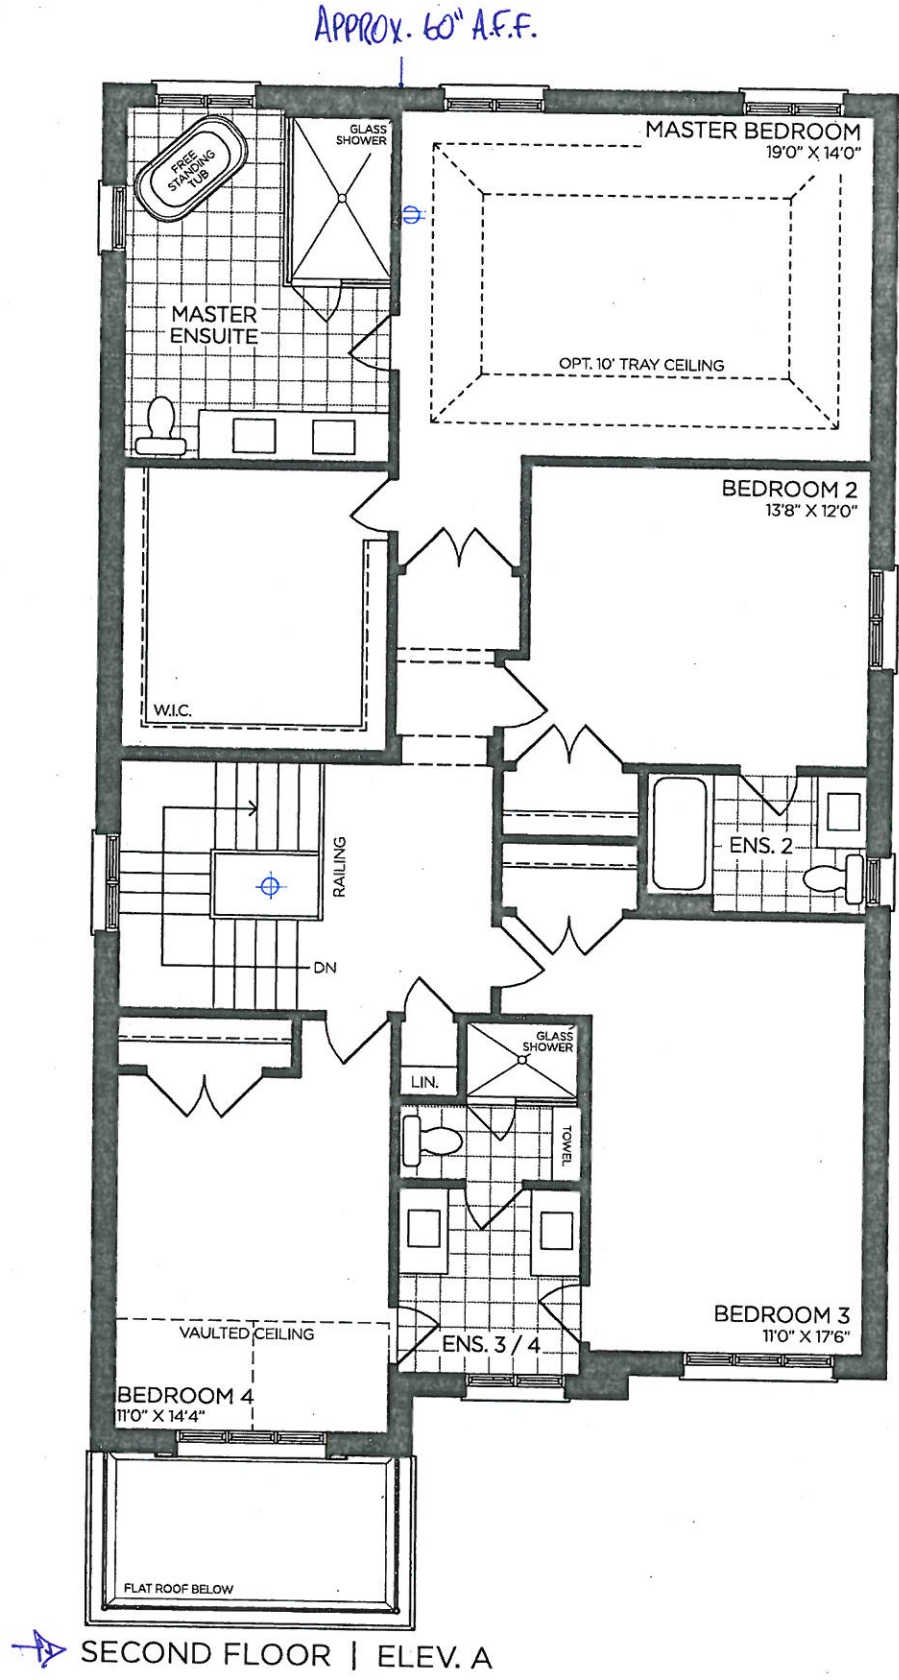 APPROX. 60" A.F.F.
GLASS
SHOWER
MASTER BEDROOM
19'0" X 14'0"
FREE
STANDING
TUB
MASTER
ENSUITE
OPT. 10' TRAY CEILING
BEDROOM 2
13'8" X 12'0"
W.I.C.
RAILING
ENS. 2
DN
GLASS
SHOWER
LIN.
TOWEL
VAULTED CEILING
BEDROOM 3
11'0" X 17'6"
ENS. 3 / 4
BEDROOM 4
11'0" X 14'4"
FLAT ROOF BELOW
SECOND FLOOR | ELEV. A